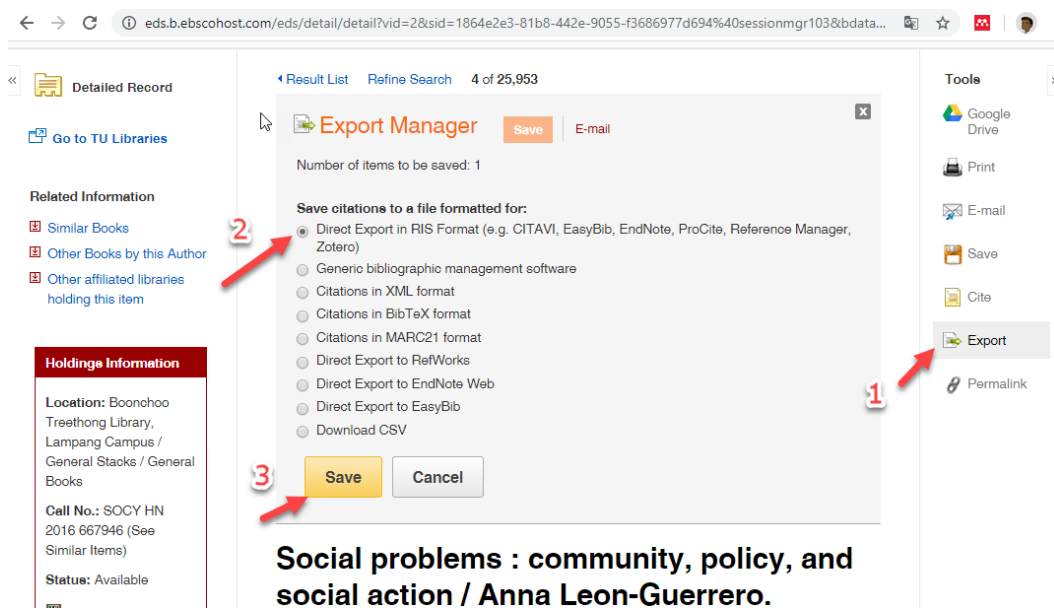 eds.b.ebscohost.com/eds/detail/detail?vid=2&sid=1864e2e3-81b8-442e-9055-f3686977d694%40sessionmgr103&bdata...
«
Detailed Record
Go to TU Libraries
Related Information
Similar Books
Other Books by this Author
Other affiliated libraries
holding this item
Holdings Information
Location: Boonchoo
Treethong Library,
Lampang Campus /
General Stacks / General
Books
Call No.: SOCY HN
2016 667946 (See
Similar Items)
Status: Available
Result List Refine Search 4 of 25,953
Export Manager Save E-mail
x
Number of items to be saved: 1
Save citations to a file formatted for:
2
Direct Export in RIS Format (e.g. CITAVI, EasyBib, EndNote, ProCite, Reference Manager,
Zotero)
Generic bibliographic management software
Citations in XML format
Citations in BibTeX format
Citations in MARC21 format
Direct Export to RefWorks
Direct Export to EndNote Web
Direct Export to EasyBib
Download CSV
3
Save Cancel
Social problems : community, policy, and
social action / Anna Leon-Guerrero.
Tools
Google
Drive
Print
E-mail
Save
Cite
Export
1
Permalink